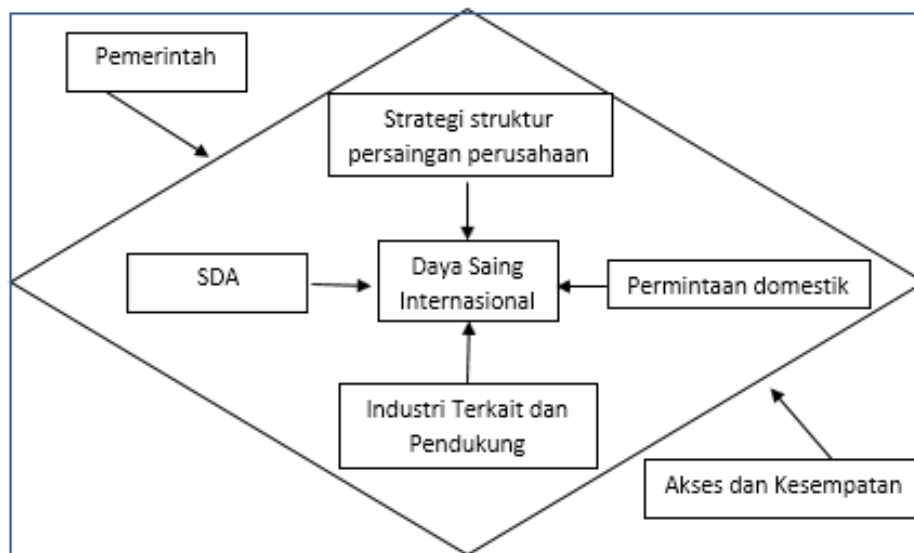 Pemerintah
Strategi struktur
persaingan perusahaan
SDA
Daya Saing
Internasional
Permintaan domestik
Industri Terkait dan
Pendukung
Akses dan Kesempatan